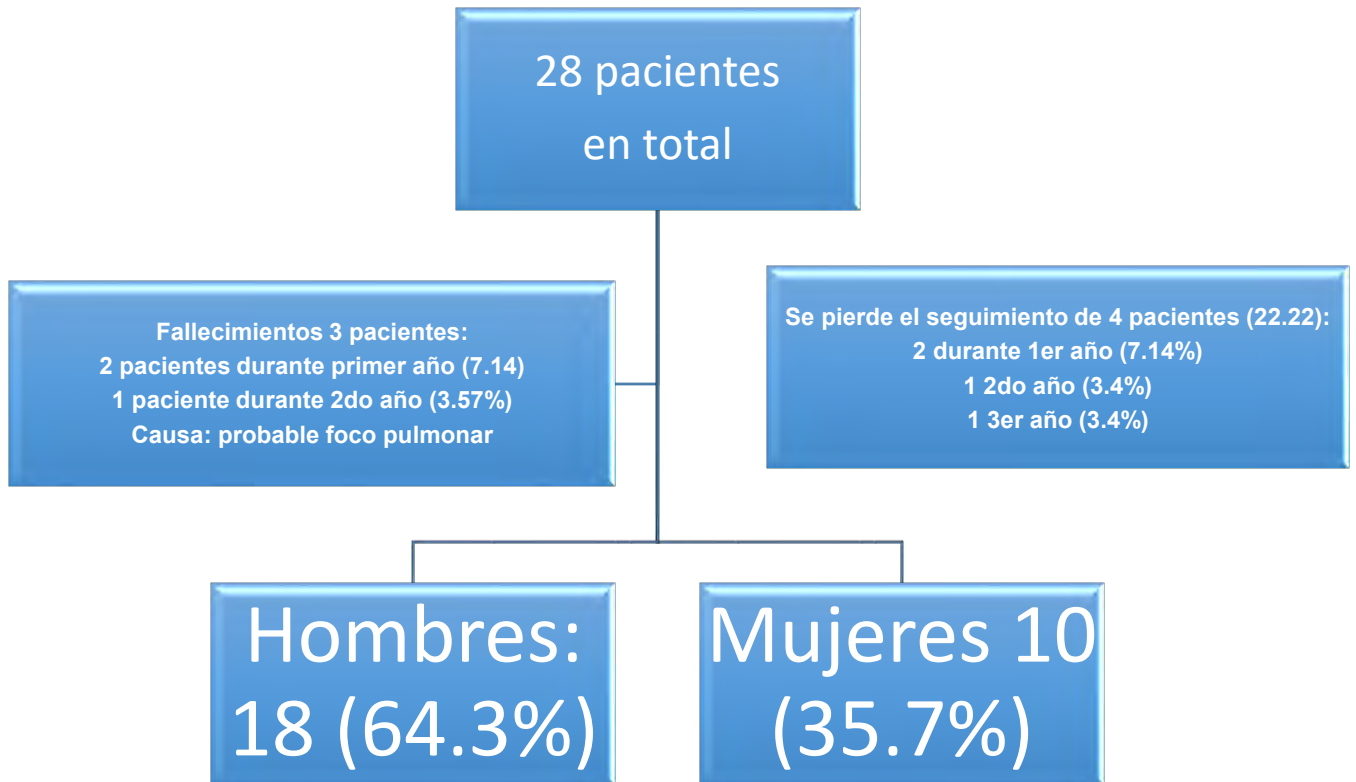 28 pacientes
en total
Fallecimientos 3 pacientes:
2 pacientes durante primer año (7.14)
1 paciente durante 2do año (3.57%)
Causa: probable foco pulmonar
Se pierde el seguimiento de 4 pacientes (22.22):
2 durante 1er año (7.14%)
1 2do año (3.4%)
1 3er año (3.4%)
Hombres:
18 (64.3%)
Mujeres 10
(35.7%)